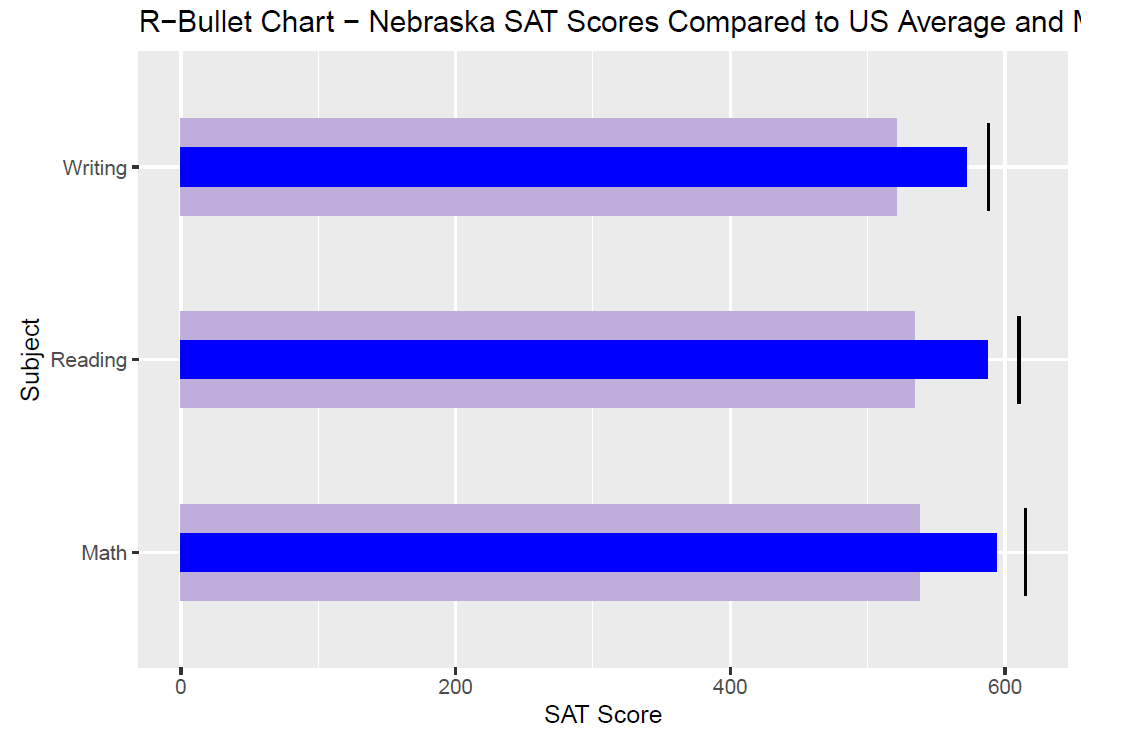 R−Bullet Chart − Nebraska SAT Scores Compared to US Average and
Writing
Reading
Math
Subject
0 200 400 600
SAT Score